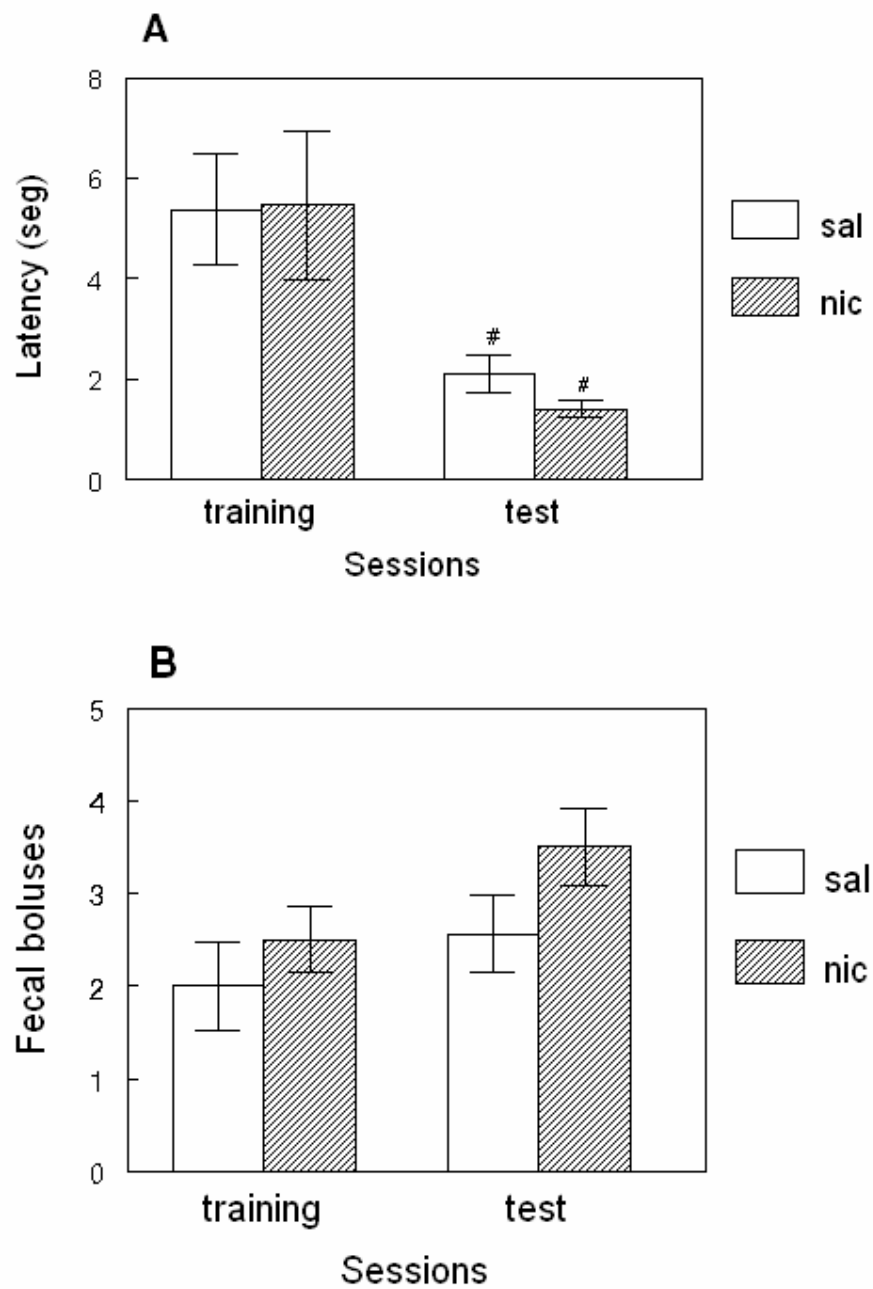 A
8
6
4
2
0
Latency (seg)
#
#
sal
nic
training
test
Sessions
B
5
4
3
2
1
0
Fecal boluses
sal
nic
training
test
Sessions